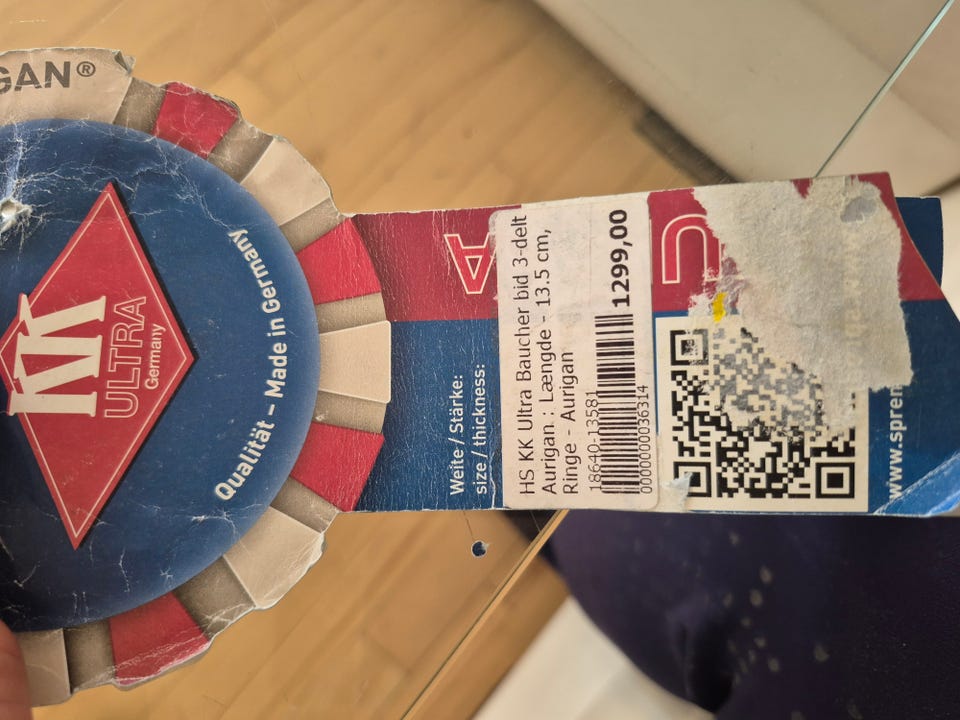 GAN®
KK
ULTRA
Germany
Qualität – Made in Germany
Weite / Stärke:
size / thickness:
HS KK Ultra Baucher bid 3-delt
Aurigan. : Længde - 13.5 cm,
Ringe - Aurigan
18640-13581
1299,00
0000000036314
A
U
www.spren